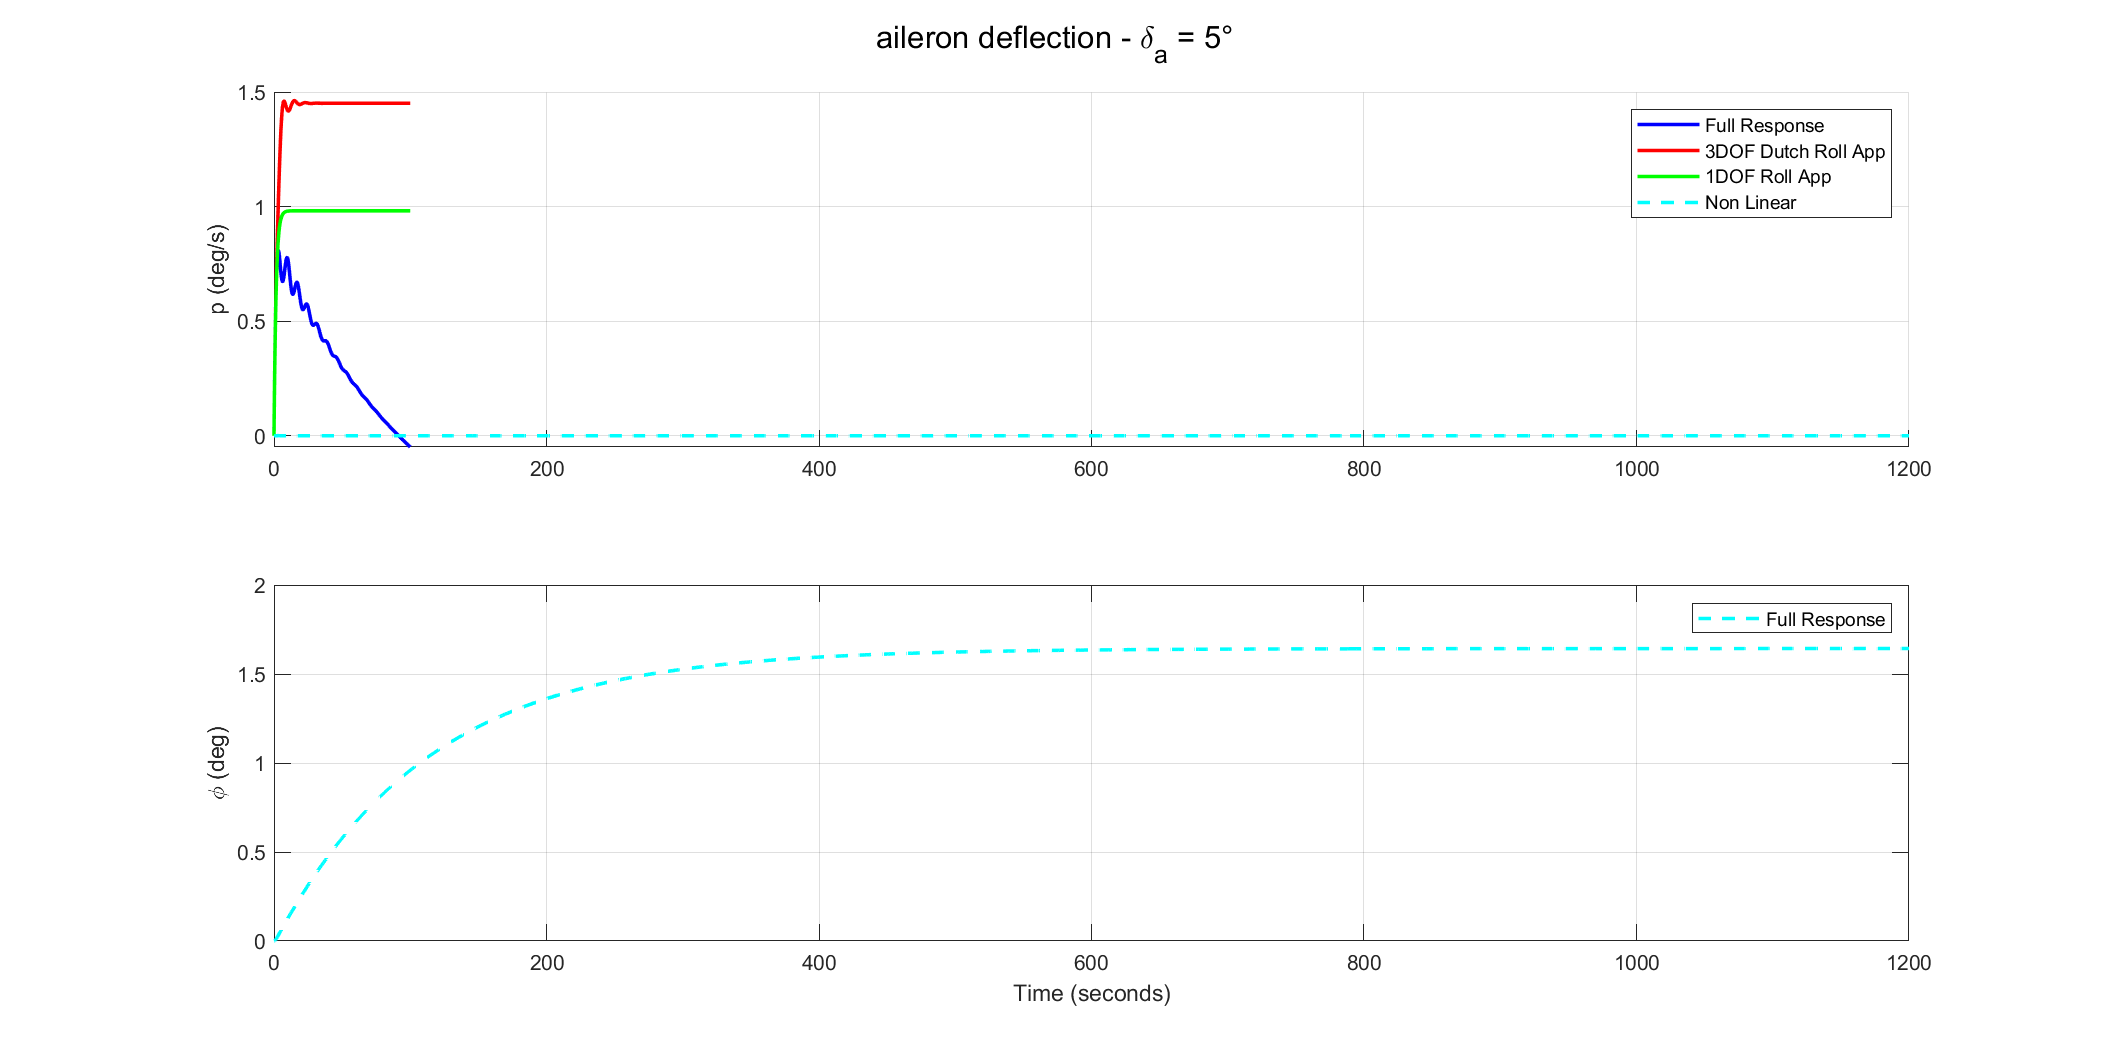 aileron deflection - δa = 5°
1.5
1
0.5
0
p (deg/s)
Full Response
3DOF Dutch Roll App
1DOF Roll App
Non Linear
0 200 400 600 800 1000 1200
2
1.5
1
0.5
0
ϕ (deg)
Full Response
0 200 400 600 800 1000 1200
Time (seconds)